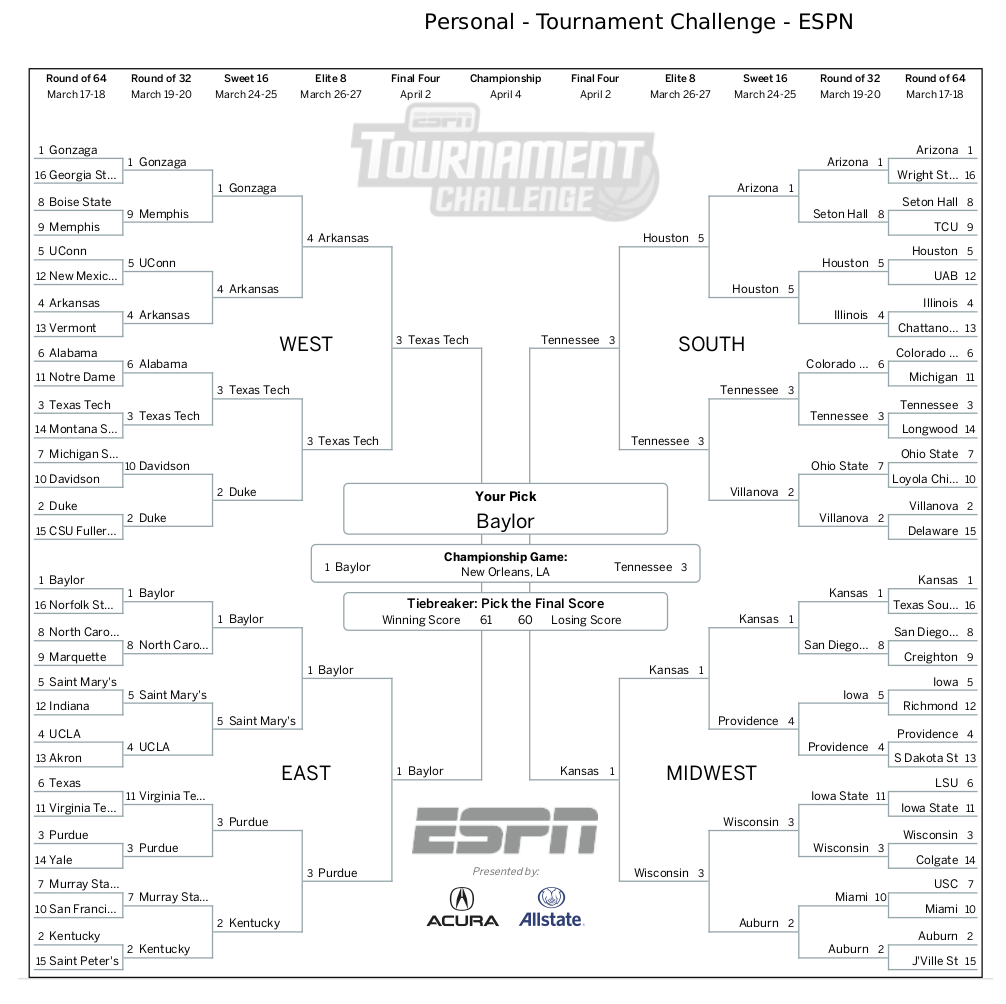 Personal - Tournament Challenge - ESPN
Round of 64 Round of 32 Sweet 16 Elite 8 Final Four Championship Final Four Elite 8 Sweet 16 Round of 32 Round of 64
March 17-18 March 19-20 March 24-25 March 26-27 April 2 April 4 April 2 March 26-27 March 24-25 March 19-20 March 17-18
ESPN
TOURNAMENT
CHALLENGE
1 Gonzaga
16 Georgia St...
8 Boise State
9 Memphis
5 UConn
12 New Mexic...
4 Arkansas
13 Vermont
6 Alabama
11 Notre Dame
3 Texas Tech
14 Montana S...
7 Michigan S...
10 Davidson
2 Duke
15 CSU Fuller...
1 Gonzaga
9 Memphis
5 UConn
4 Arkansas
6 Alabama
3 Texas Tech
10 Davidson
2 Duke
1 Gonzaga
4 Arkansas
3 Texas Tech
2 Duke
4 Arkansas
3 Texas Tech
3 Texas Tech
WEST
1 Baylor
16 Norfolk St...
8 North Caro...
9 Marquette
5 Saint Mary's
12 Indiana
4 UCLA
13 Akron
6 Texas
11 Virginia Te...
3 Purdue
14 Yale
7 Murray Sta...
10 San Franci...
2 Kentucky
15 Saint Peter's
1 Baylor
8 North Caro...
5 Saint Mary's
4 UCLA
11 Virginia Te...
3 Purdue
7 Murray Sta...
2 Kentucky
1 Baylor
5 Saint Mary's
3 Purdue
2 Kentucky
1 Baylor
3 Purdue
1 Baylor
EAST
Your Pick
Baylor
Championship Game:
New Orleans, LA
1 Baylor
Tennessee 3
Tiebreaker: Pick the Final Score
Winning Score 61 60 Losing Score
Arizona 1
Wright St... 16
Seton Hall 8
TCU 9
Houston 5
UAB 12
Illinois 4
Chattano... 13
Colorado ... 6
Michigan 11
Tennessee 3
Longwood 14
Ohio State 7
Loyola Chi... 10
Villanova 2
Delaware 15
Arizona 1
Seton Hall 8
Houston 5
Illinois 4
Colorado ... 6
Tennessee 3
Ohio State 7
Villanova 2
Arizona 1
Houston 5
Tennessee 3
Villanova 2
Houston 5
Tennessee 3
Tennessee 3
SOUTH
Kansas 1
Texas Sou... 16
San Diego... 8
Creighton 9
Iowa 5
Richmond 12
Providence 4
S Dakota St 13
LSU 6
Iowa State 11
Wisconsin 3
Colgate 14
USC 7
Miami 10
Auburn 2
J'Ville St 15
Kansas 1
San Diego... 8
Iowa 5
Providence 4
Iowa State 11
Wisconsin 3
Miami 10
Auburn 2
Kansas 1
Providence 4
Wisconsin 3
Auburn 2
Kansas 1
Wisconsin 3
Kansas 1
MIDWEST
ESPN
Presented by:
ACURA
Allstate.